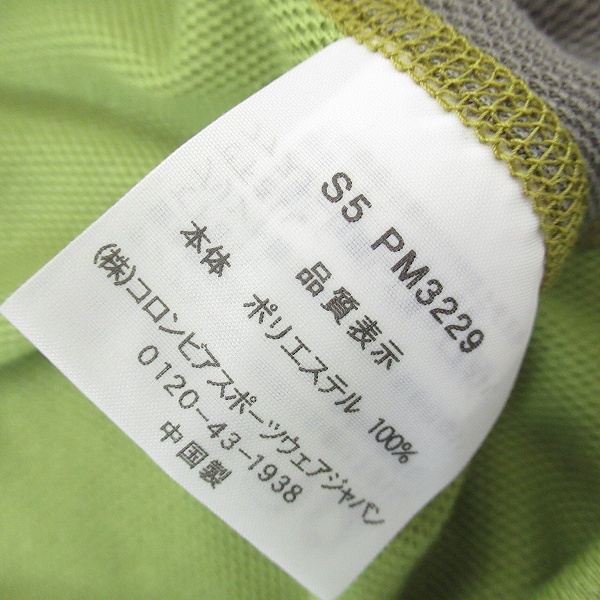 S5 PM3229
品質表示
本体 ポリエステル 100%
(株)コロンビアスポーツウェアジャパン
0120-43-1938
中国製